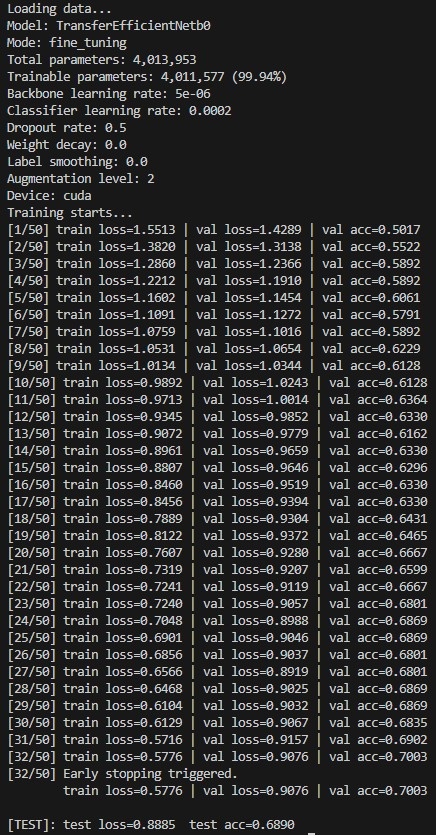 Loading data...
Model: TransferEfficientNetb0
Mode: fine_tuning
Total parameters: 4,013,953
Trainable parameters: 4,011,577 (99.94%)
Backbone learning rate: 5e-06
Classifier learning rate: 0.0002
Dropout rate: 0.5
Weight decay: 0.0
Label smoothing: 0.0
Augmentation level: 2
Device: cuda
Training starts...
[1/50] train loss=1.5513 | val loss=1.4289 | val acc=0.5017
[2/50] train loss=1.3820 | val loss=1.3138 | val acc=0.5522
[3/50] train loss=1.2860 | val loss=1.2366 | val acc=0.5892
[4/50] train loss=1.2212 | val loss=1.1910 | val acc=0.5892
[5/50] train loss=1.1602 | val loss=1.1454 | val acc=0.6061
[6/50] train loss=1.1091 | val loss=1.1272 | val acc=0.5791
[7/50] train loss=1.0759 | val loss=1.1016 | val acc=0.5892
[8/50] train loss=1.0531 | val loss=1.0654 | val acc=0.6229
[9/50] train loss=1.0134 | val loss=1.0344 | val acc=0.6128
[10/50] train loss=0.9892 | val loss=1.0243 | val acc=0.6128
[11/50] train loss=0.9713 | val loss=1.0014 | val acc=0.6364
[12/50] train loss=0.9345 | val loss=0.9852 | val acc=0.6330
[13/50] train loss=0.9072 | val loss=0.9779 | val acc=0.6162
[14/50] train loss=0.8961 | val loss=0.9659 | val acc=0.6330
[15/50] train loss=0.8807 | val loss=0.9646 | val acc=0.6296
[16/50] train loss=0.8460 | val loss=0.9519 | val acc=0.6330
[17/50] train loss=0.8456 | val loss=0.9394 | val acc=0.6330
[18/50] train loss=0.7889 | val loss=0.9304 | val acc=0.6431
[19/50] train loss=0.8122 | val loss=0.9372 | val acc=0.6465
[20/50] train loss=0.7607 | val loss=0.9280 | val acc=0.6667
[21/50] train loss=0.7319 | val loss=0.9207 | val acc=0.6599
[22/50] train loss=0.7241 | val loss=0.9119 | val acc=0.6667
[23/50] train loss=0.7240 | val loss=0.9057 | val acc=0.6801
[24/50] train loss=0.7048 | val loss=0.8988 | val acc=0.6869
[25/50] train loss=0.6901 | val loss=0.9046 | val acc=0.6869
[26/50] train loss=0.6856 | val loss=0.9037 | val acc=0.6801
[27/50] train loss=0.6566 | val loss=0.8919 | val acc=0.6801
[28/50] train loss=0.6468 | val loss=0.9025 | val acc=0.6869
[29/50] train loss=0.6104 | val loss=0.9032 | val acc=0.6869
[30/50] train loss=0.6129 | val loss=0.9067 | val acc=0.6835
[31/50] train loss=0.5716 | val loss=0.9157 | val acc=0.6902
[32/50] train loss=0.5776 | val loss=0.9076 | val acc=0.7003
[32/50] Early stopping triggered.
train loss=0.5776 | val loss=0.9076 | val acc=0.7003
[TEST]: test loss=0.8885  test acc=0.6890